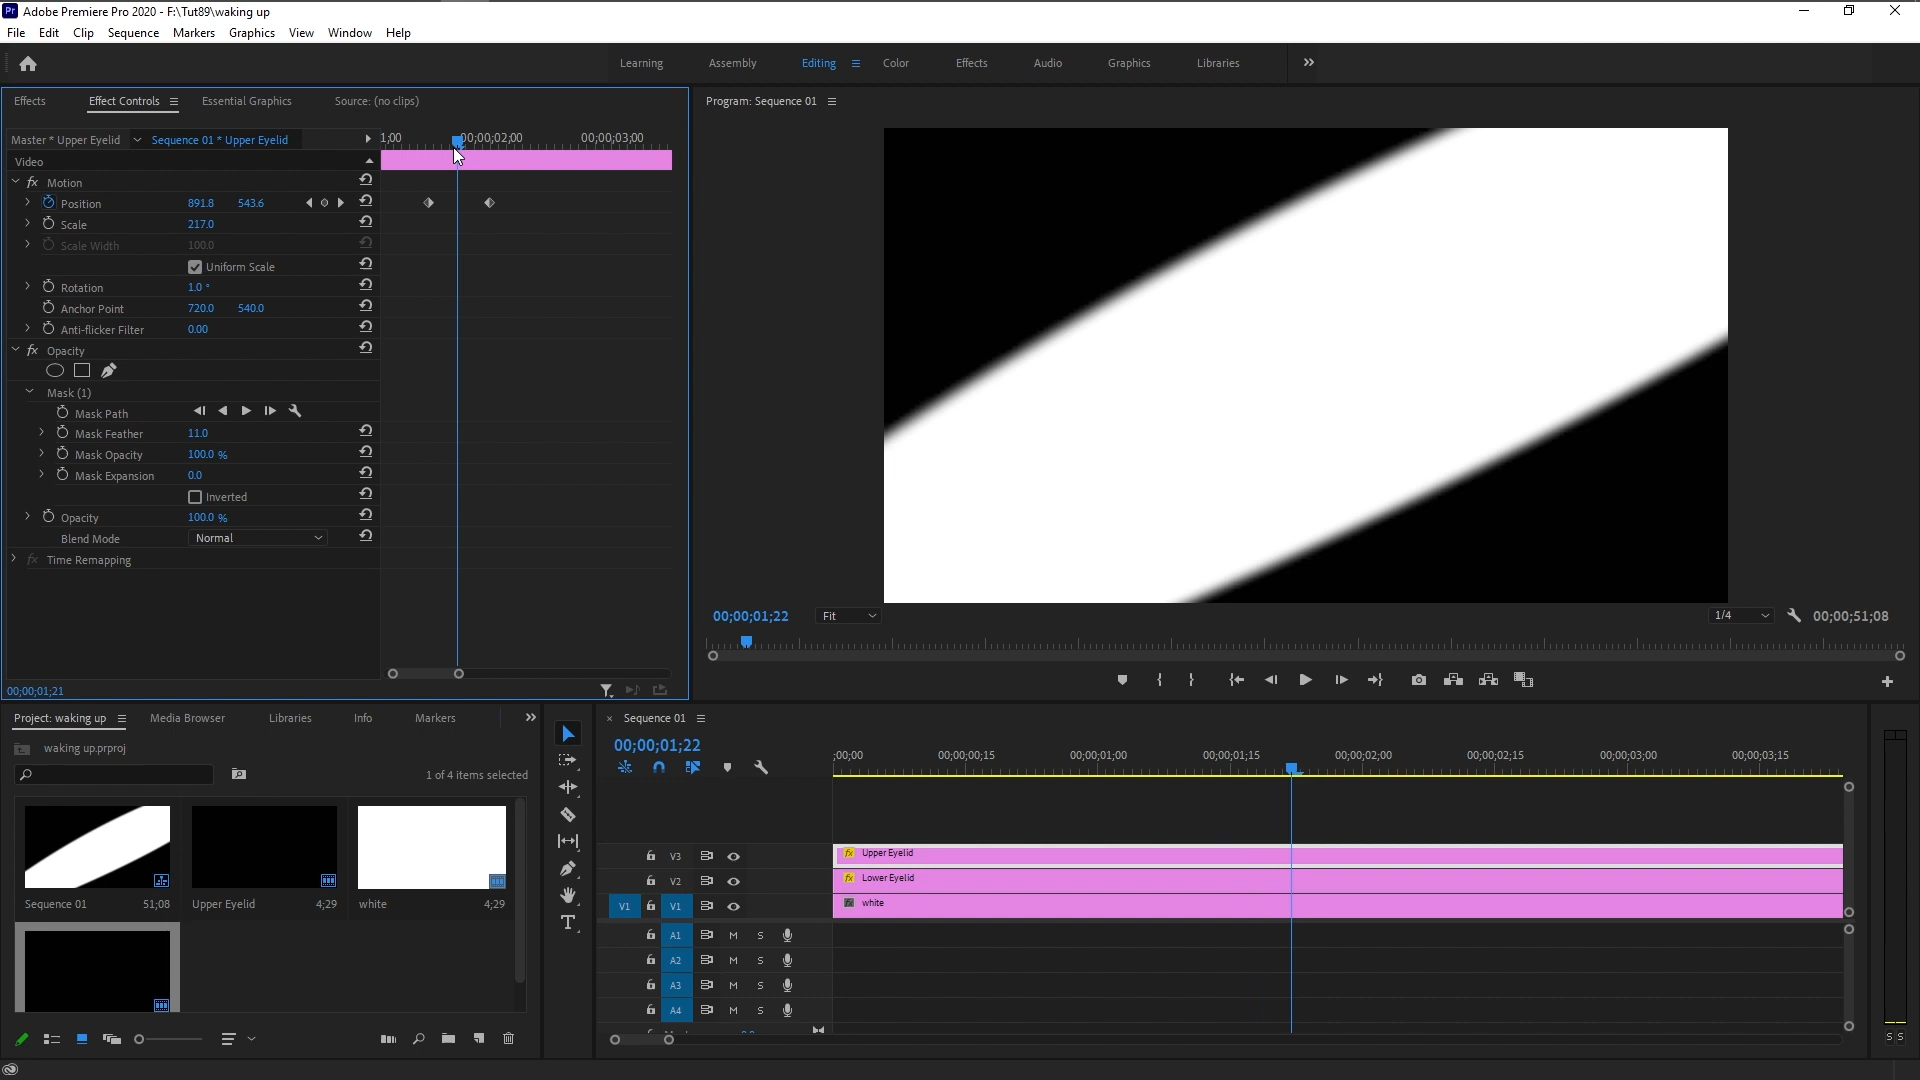 Pr Adobe Premiere Pro 2020 - F:\Tut89\waking up
File Edit Clip Sequence Markers Graphics View Window Help
Learning Assembly Editing Color Effects Audio Graphics Libraries
Effects Effect Controls Essential Graphics Source: (no clips)
Master * Upper Eyelid Sequence 01 * Upper Eyelid
1;00 00;00;02;00 00;00;03;00
Video
fx Motion
Position 891.8 543.6
Scale 217.0
Scale Width 100.0
Uniform Scale
Rotation 1.0 °
Anchor Point 720.0 540.0
Anti-flicker Filter 0.00
fx Opacity
Mask (1)
Mask Path
Mask Feather 11.0
Mask Opacity 100.0 %
Mask Expansion 0.0
Inverted
Opacity 100.0 %
Blend Mode Normal
fx Time Remapping
00;00;01;21
Program: Sequence 01
00;00;01;22 Fit 1/4 00;00;51;08
Project: waking up Media Browser Libraries Info Markers
waking up.prproj
1 of 4 items selected
Sequence 01 51;08 Upper Eyelid 4;29 white 4;29
× Sequence 01
00;00;01;22
;00;00 00;00;00;15 00;00;01;00 00;00;01;15 00;00;02;00 00;00;02;15 00;00;03;00 00;00;03;15
V3 fx Upper Eyelid
V2 fx Lower Eyelid
V1 V1 fx white
A1 M S
A2 M S
A3 M S
A4 M S
S S